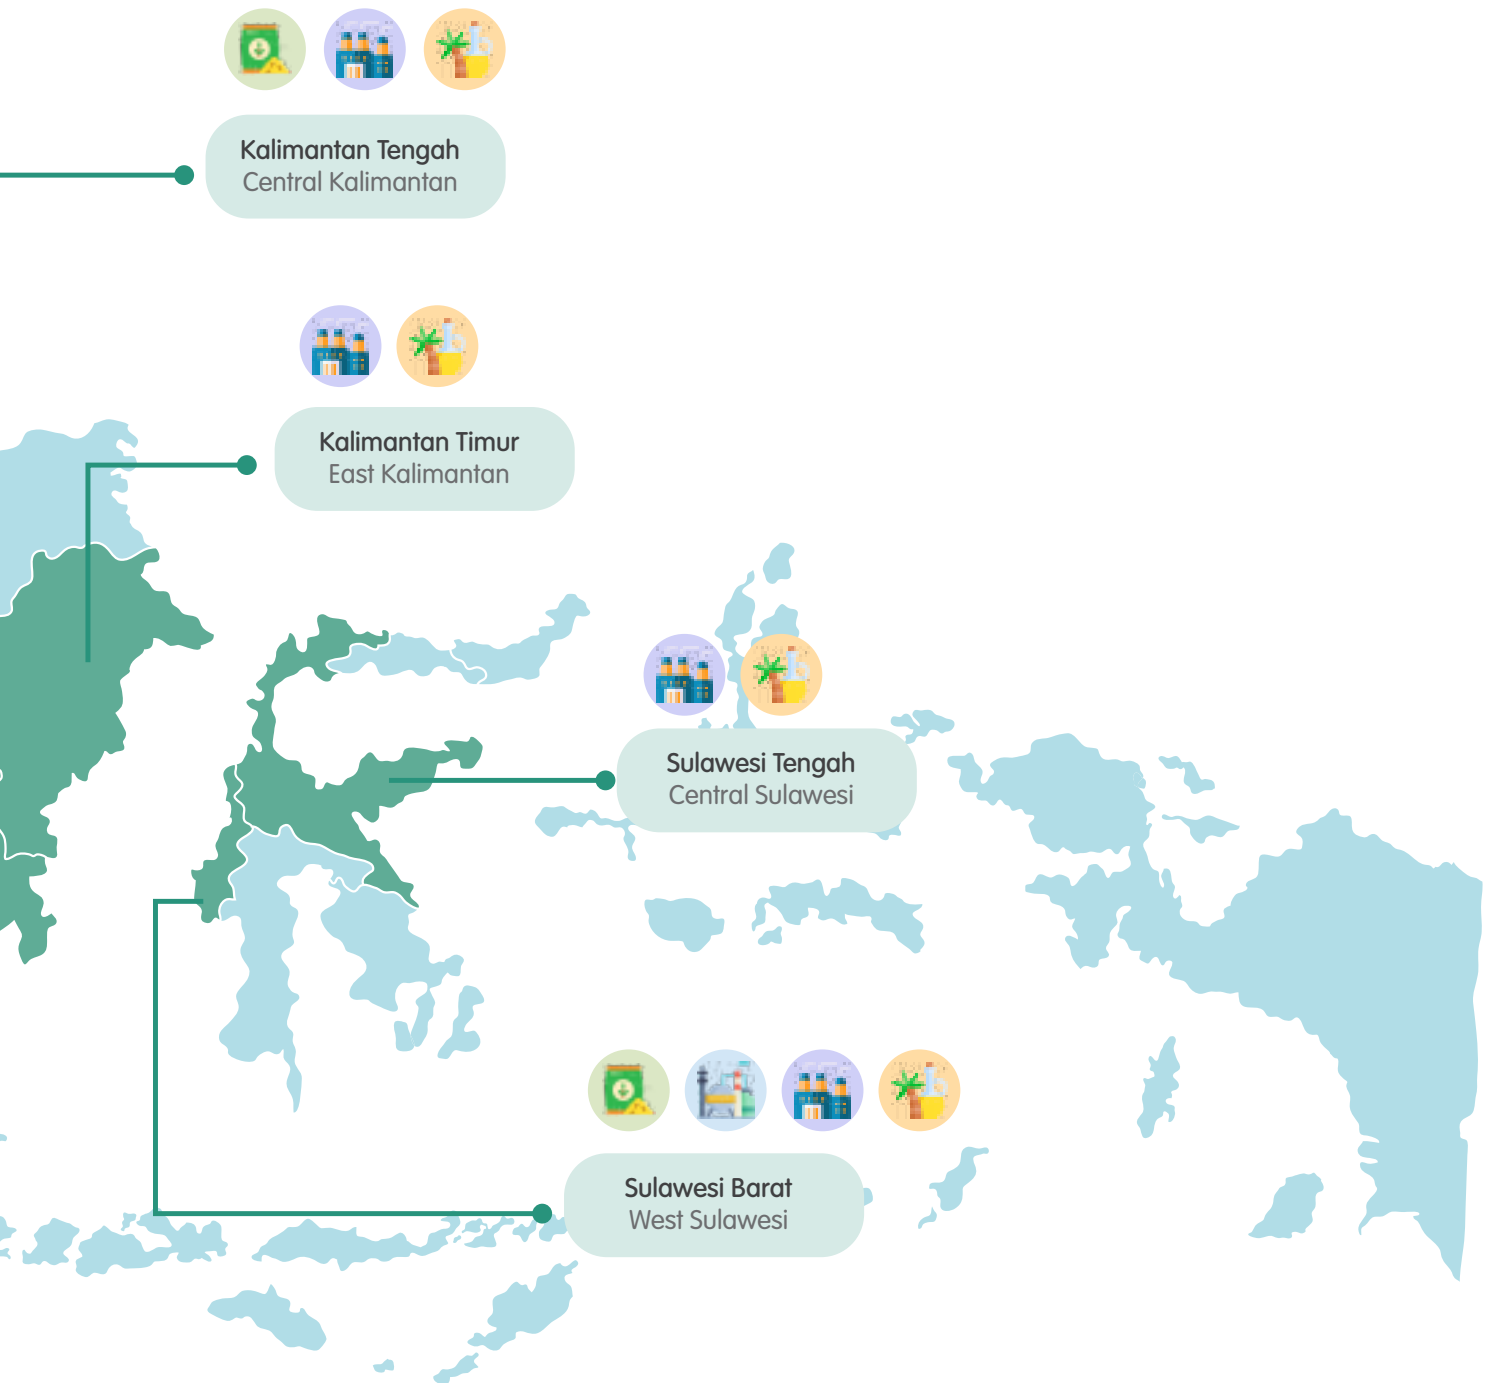 Kalimantan Tengah
Central Kalimantan
Kalimantan Timur
East Kalimantan
Sulawesi Tengah
Central Sulawesi
Sulawesi Barat
West Sulawesi